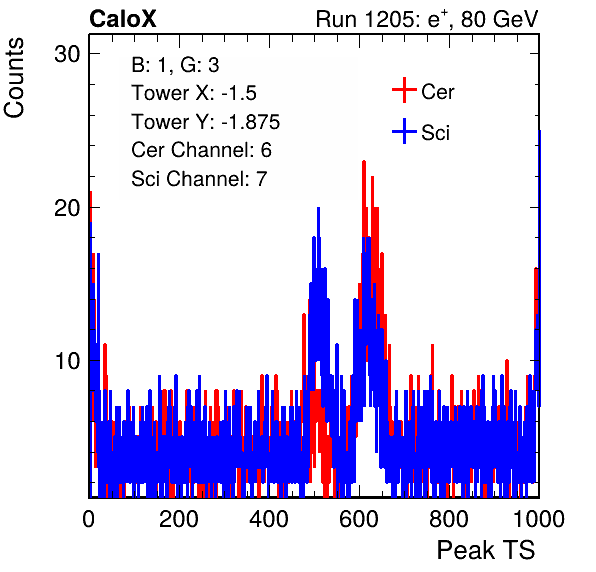 CaloX
Run 1205: e+, 80 GeV
Counts
B: 1, G: 3
Tower X: -1.5
Tower Y: -1.875
Cer Channel: 6
Sci Channel: 7
Cer
Sci
30
20
10
0
200
400
600
800
1000
Peak TS